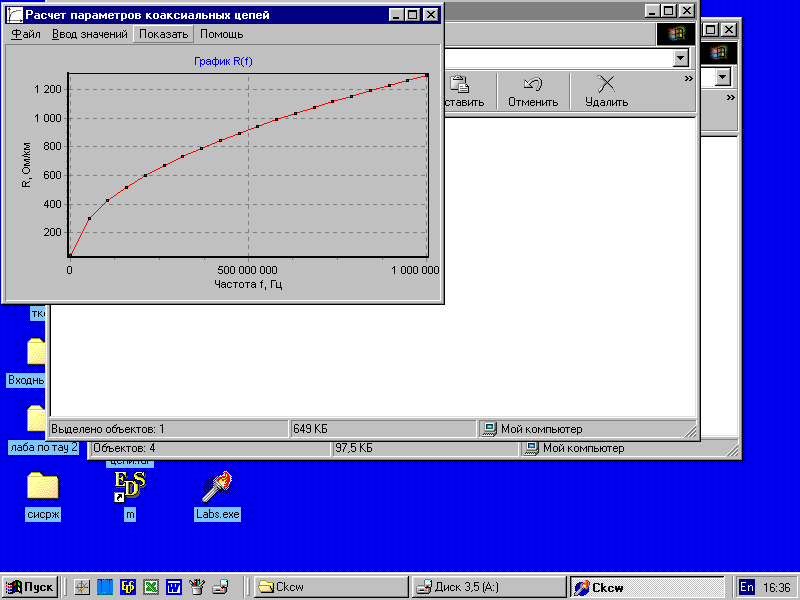 Расчет параметров коаксиальных цепей
Файл Ввод значений Показать Помощь
График R(f)
1 200
1 000
800
600
400
200
R, Ом/км
0 500 000 000 1 000 000
Частота f, Гц
ставить Отменить Удалить »
»
Выделено объектов: 1 649 КБ Мой компьютер
Объектов: 4 97,5 КБ Мой компьютер
лаба по тау 2
EDS
сисрж m Labs.exe
Пуск Ckcw Диск 3,5 (A:) Ckcw En 16:36